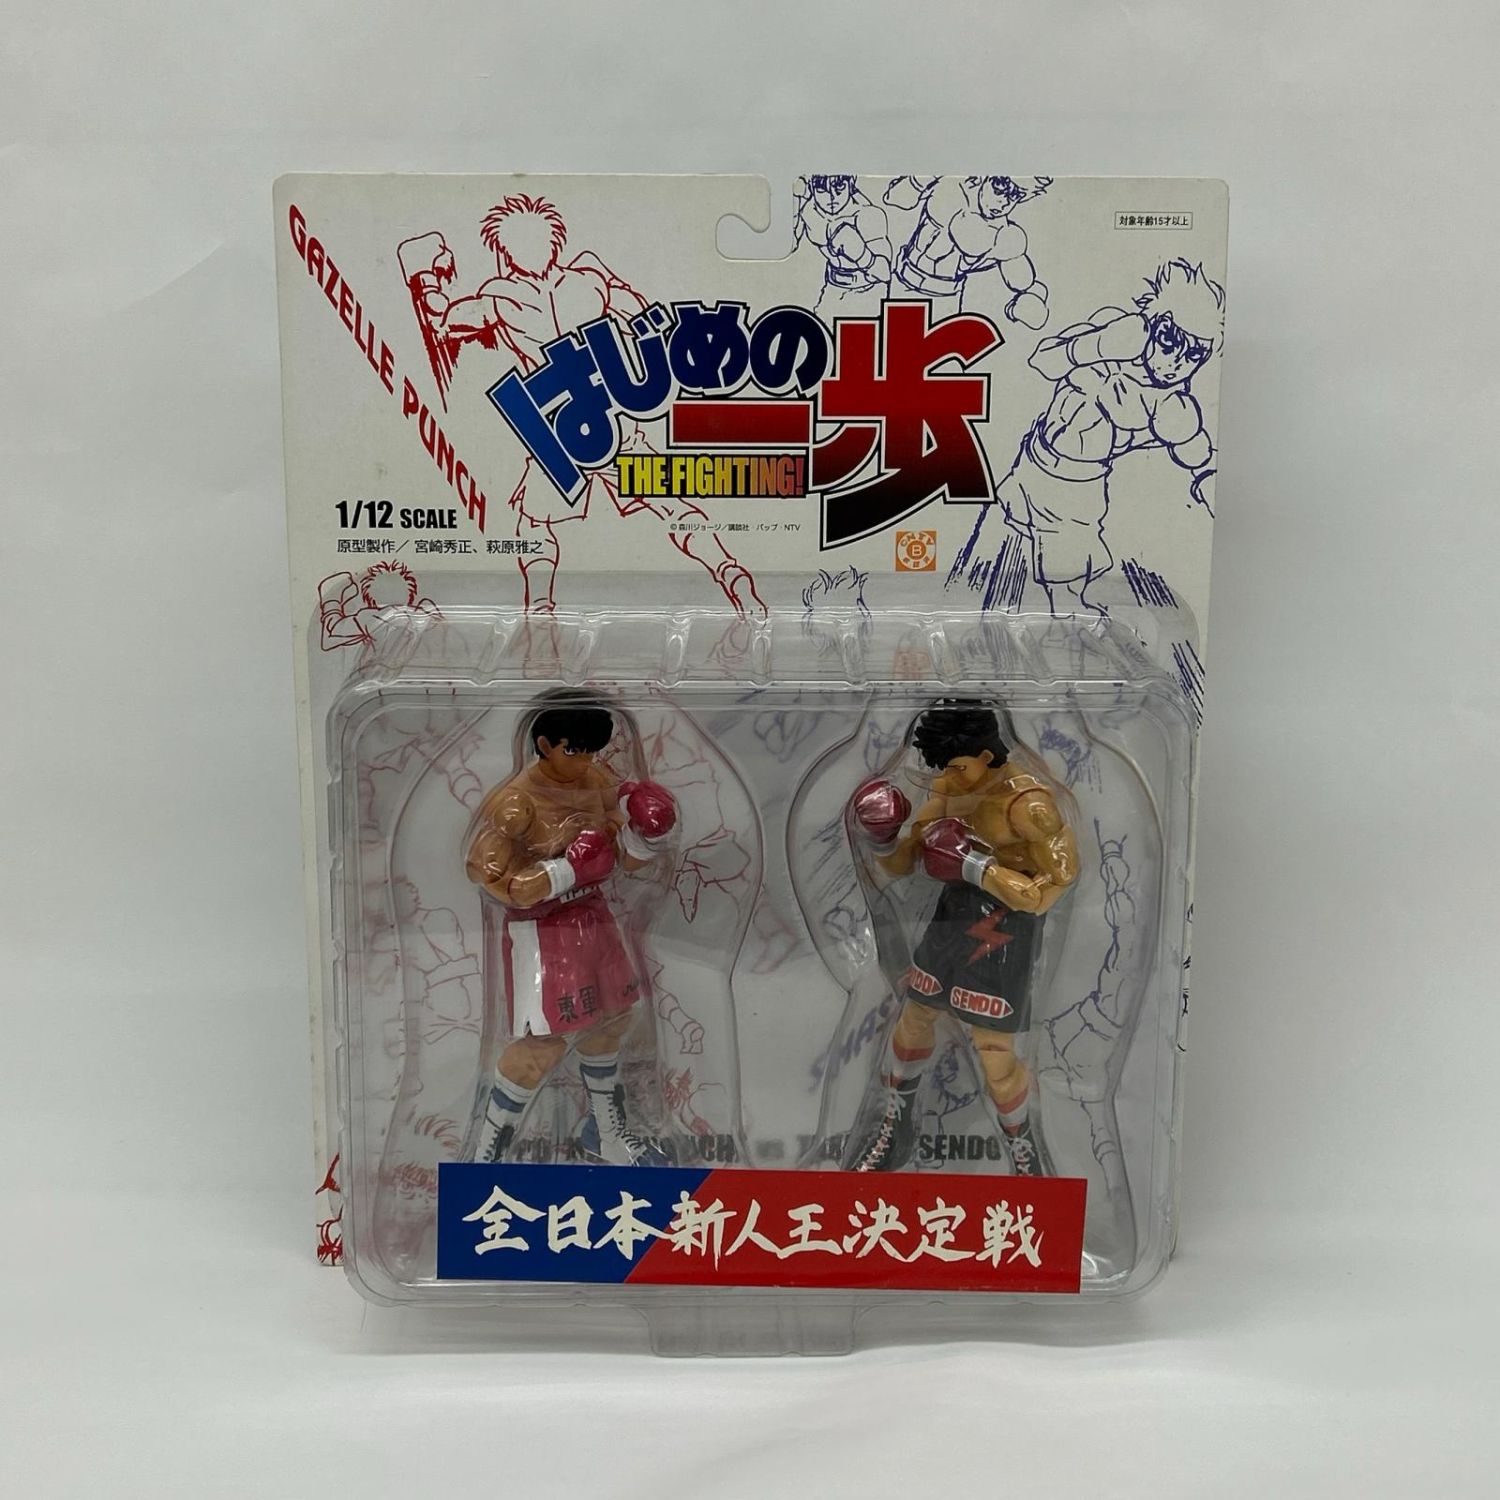 対象年齢15才以上
GAZELLE PUNCH
はじめの一歩
THE FIGHTING!
1/12 SCALE
原型製作／宮崎秀正、萩原雅之
©森川ジョージ／講談社・バップ・NTV
B
東軍
SENDO
SENDO
全日本新人王決定戦